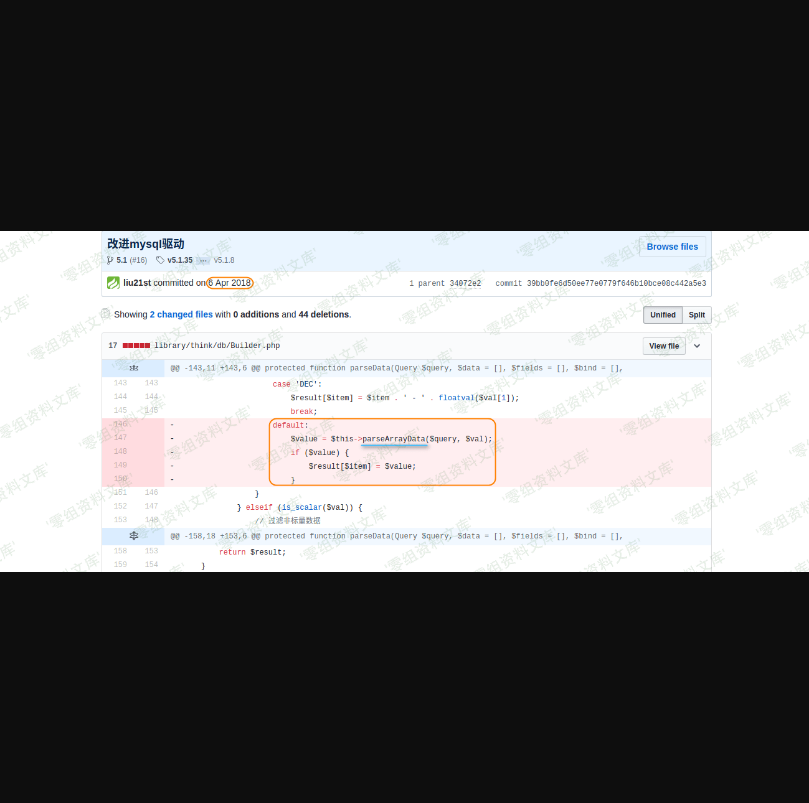 改进mysql驱动
Browse files
5.1 (#16) v5.1.35 ... v5.1.8
liu21st committed on 6 Apr 2018 1 parent 34072e2 commit 39bb0fe6d50ee77e0779f646b10bce08c442a5e3
Showing 2 changed files with 0 additions and 44 deletions.
Unified Split
17 library/think/db/Builder.php View file
@@ -143,11 +143,6 @@ protected function parseData(Query $query, $data = [], $fields = [], $bind = [],
143 143 case 'DEC':
144 144 $result[$item] = $item . ' - ' . floatval($val[1]);
145 145 break;
146 - default:
147 - $value = $this->parseArrayData($query, $val);
148 - if ($value) {
149 - $result[$item] = $value;
150 - }
151 146 }
152 147 } elseif (is_scalar($val)) {
153 148 // 过滤非标量数据
@@ -158,18 +153,6 @@ protected function parseData(Query $query, $data = [], $fields = [], $bind = [],
158 153 return $result;
159 154 }
零组资料文库